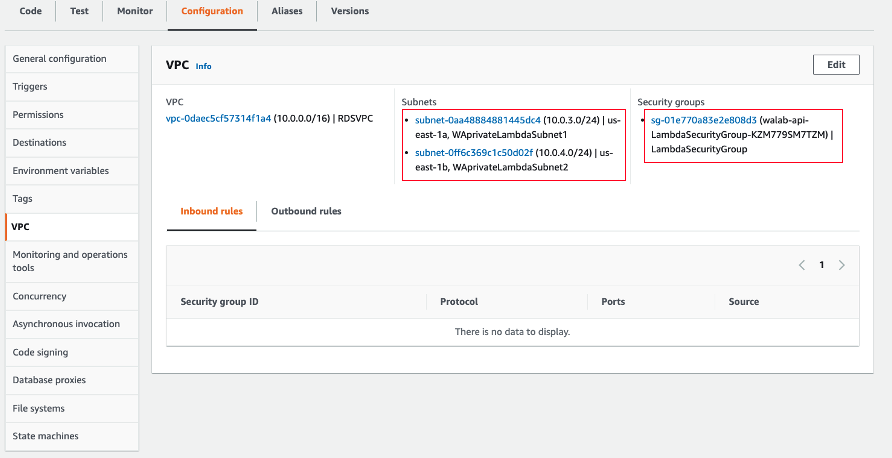 Code Test Monitor Configuration Aliases Versions
General configuration
Triggers
Permissions
Destinations
Environment variables
Tags
VPC
Monitoring and operations
tools
Concurrency
Asynchronous invocation
Code signing
Database proxies
File systems
State machines
VPC Info
Edit
VPC
vpc-0daec5cf57314f1a4 (10.0.0.0/16) | RDSVPC
Subnets
subnet-0aa48884881445dc4 (10.0.3.0/24) | us-
east-1a, WAprivateLambdaSubnet1
subnet-0ff6c369c1c50d02f (10.0.4.0/24) | us-
east-1b, WAprivateLambdaSubnet2
Security groups
sg-01e770a83e2e808d3 (walab-api-
LambdaSecurityGroup-KZM779SM7TZM) |
LambdaSecurityGroup
Inbound rules Outbound rules
1
Security group ID Protocol Ports Source
There is no data to display.